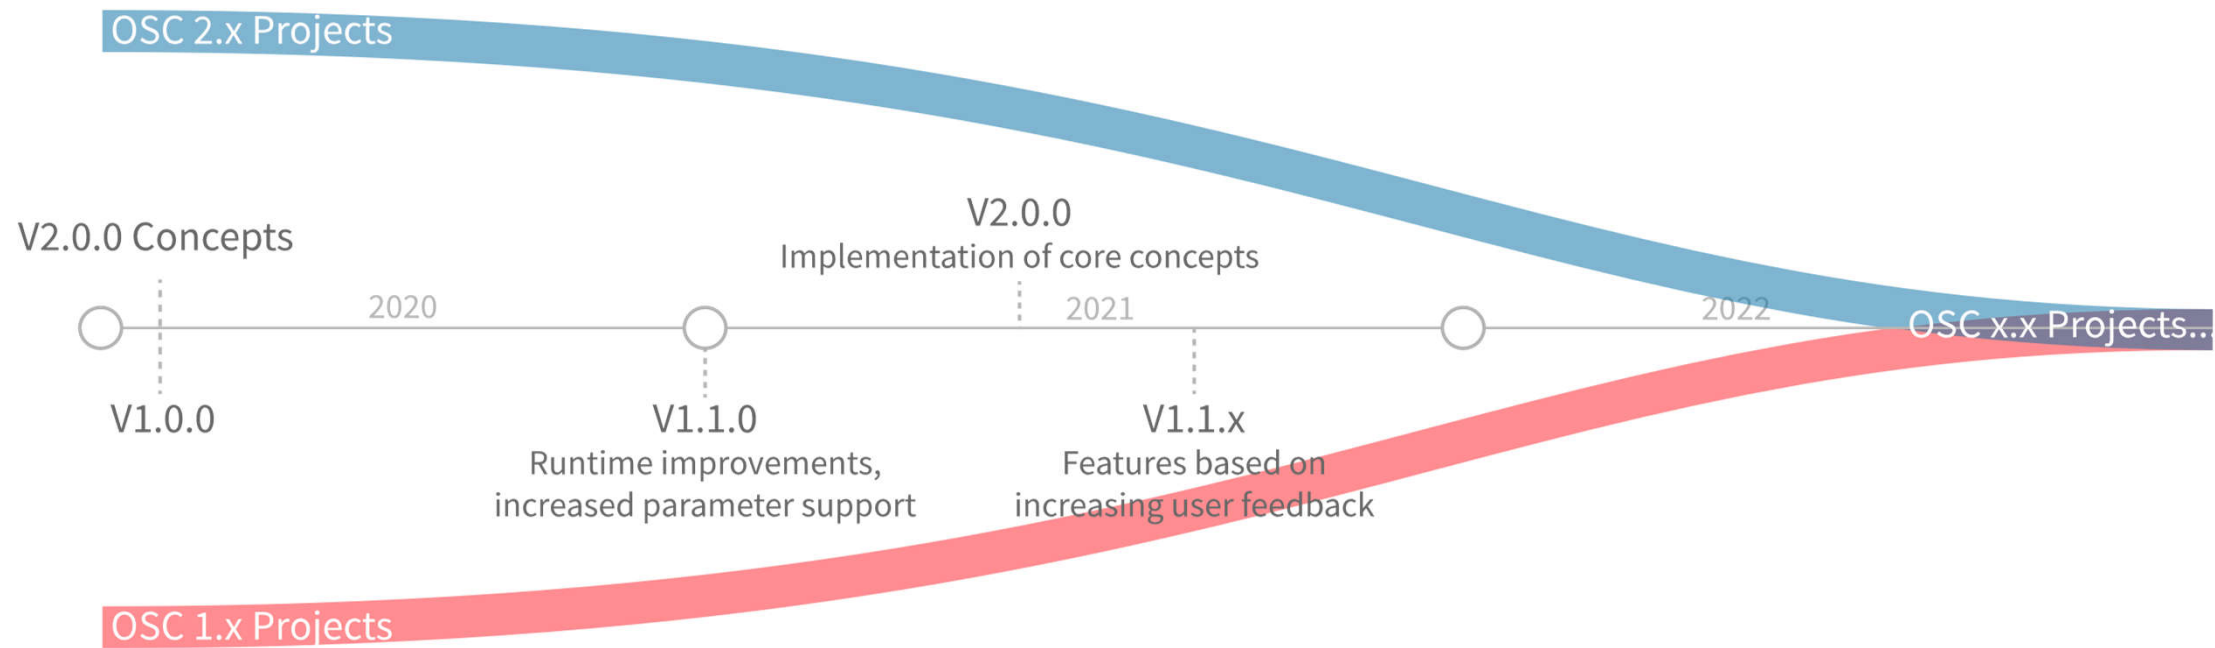 OSC 2.x Projects
V2.0.0
Implementation of core concepts
V2.0.0 Concepts
2020
2021
2022
OSC x.x Projects...
V1.0.0
V1.1.0
Runtime improvements,
increased parameter support
V1.1.x
Features based on
increasing user feedback
OSC 1.x Projects